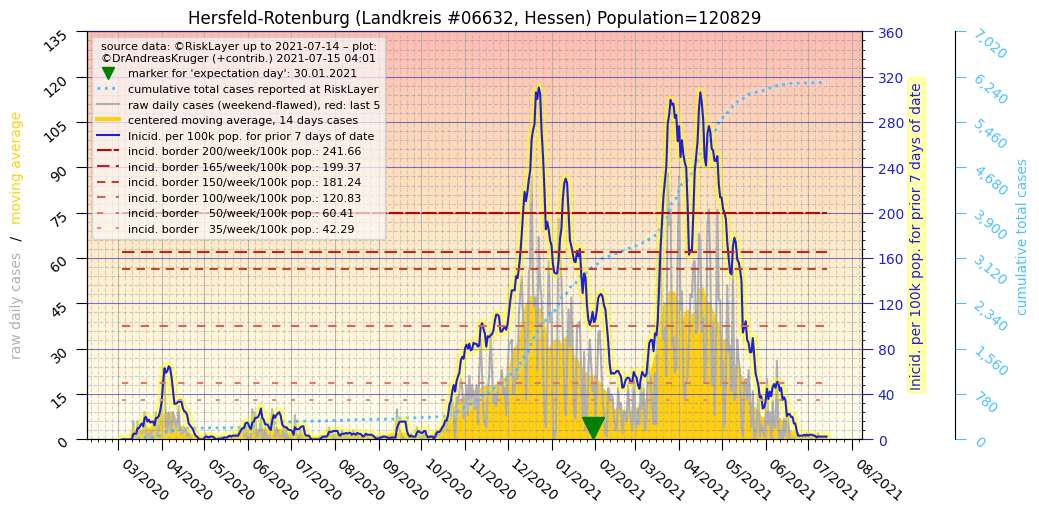 Hersfeld-Rotenburg (Landkreis #06632, Hessen) Population=120829
source data: ©RiskLayer up to 2021-07-14 – plot:
©DrAndreasKruger (+contrib.) 2021-07-15 04:01
marker for 'expectation day': 30.01.2021
cumulative total cases reported at RiskLayer
raw daily cases (weekend-flawed), red: last 5
centered moving average, 14 days cases
Inicid. per 100k pop. for prior 7 days of date
incid. border 200/week/100k pop.: 241.66
incid. border 165/week/100k pop.: 199.37
incid. border 150/week/100k pop.: 181.24
incid. border 100/week/100k pop.: 120.83
incid. border   50/week/100k pop.: 60.41
incid. border   35/week/100k pop.: 42.29
raw daily cases / moving average
135
120
105
90
75
60
45
30
15
0
03/2020
04/2020
05/2020
06/2020
07/2020
08/2020
09/2020
10/2020
11/2020
12/2020
01/2021
02/2021
03/2021
04/2021
05/2021
06/2021
07/2021
08/2021
360
320
280
240
200
160
120
80
40
0
Inicid. per 100k pop. for prior 7 days of date
7,020
6,240
5,460
4,680
3,900
3,120
2,340
1,560
780
0
cumulative total cases